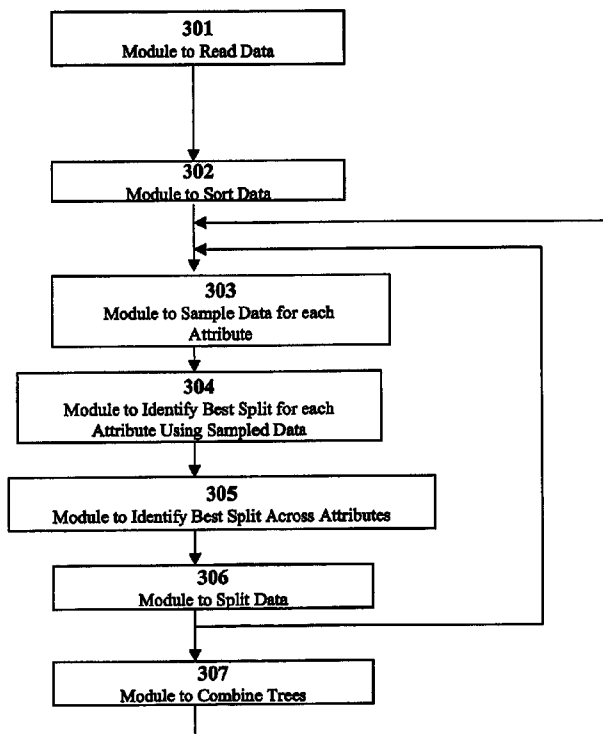 301
Module to Read Data
302
Module to Sort Data
303
Module to Sample Data for each
Attribute
304
Module to Identify Best Split for each
Attribute Using Sampled Data
305
Module to Identify Best Split Across Attributes
306
Module to Split Data
307
Module to Combine Trees